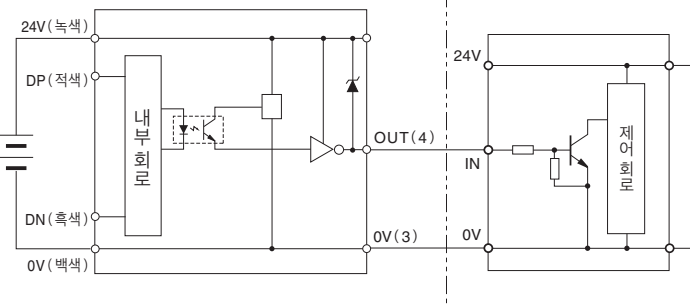 24V(녹색)
DP(적색)
내부회로
DN(흑색)
0V(백색)
OUT(4)
0V(3)
24V
IN
0V
제어회로